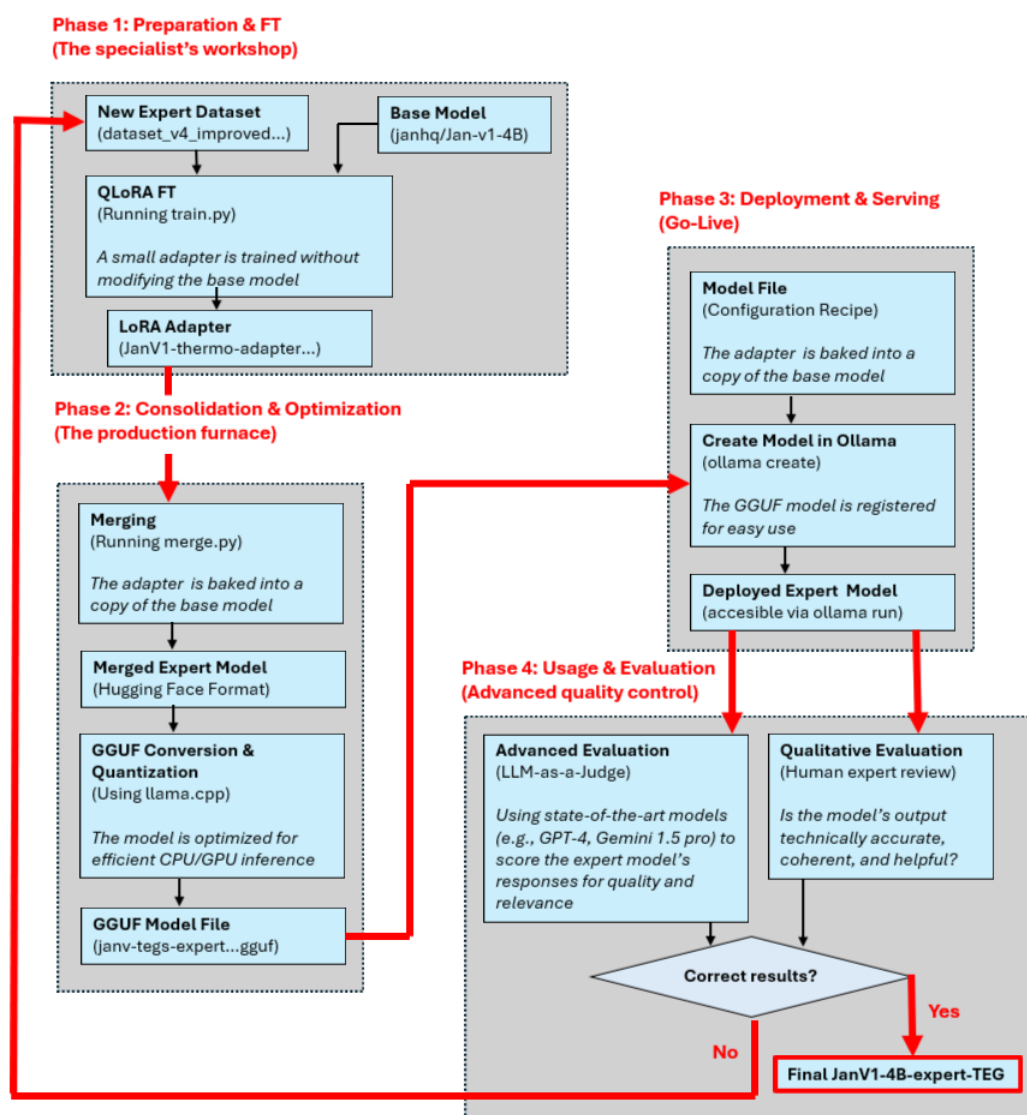 Phase 1: Preparation & FT
(The specialist’s workshop)
New Expert Dataset
(dataset_v4_improved...)
Base Model
(janhq/Jan-v1-4B)
QLoRA FT
(Running train.py)
A small adapter is trained without
modifying the base model
LoRA Adapter
(JanV1-thermo-adapter...)
Phase 2: Consolidation & Optimization
(The production furnace)
Merging
(Running merge.py)
The adapter is baked into a
copy of the base model
Merged Expert Model
(Hugging Face Format)
GGUF Conversion &
Quantization
(Using llama.cpp)
The model is optimized for
efficient CPU/GPU inference
GGUF Model File
(janv-tegs-expert...gguf)
Phase 3: Deployment & Serving
(Go-Live)
Model File
(Configuration Recipe)
The adapter is baked into a
copy of the base model
Create Model in Ollama
(ollama create)
The GGUF model is registered
for easy use
Deployed Expert Model
(accesible via ollama run)
Phase 4: Usage & Evaluation
(Advanced quality control)
Advanced Evaluation
(LLM-as-a-Judge)
Using state-of-the-art models
(e.g., GPT-4, Gemini 1.5 pro) to
score the expert model’s
responses for quality and
relevance
Qualitative Evaluation
(Human expert review)
Is the model’s output
technically accurate,
coherent, and helpful?
Correct results?
Yes
No
Final JanV1-4B-expert-TEG